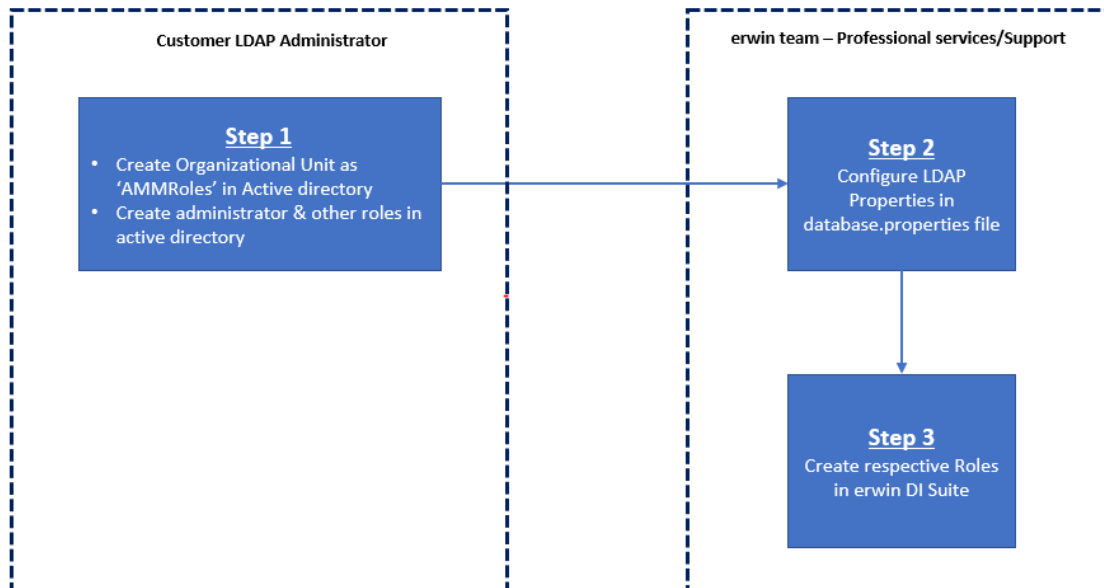 Customer LDAP Administrator
Step 1
• Create Organizational Unit as
‘AMMRoles’ in Active directory
• Create administrator & other roles in
active directory
erwin team – Professional services/Support
Step 2
Configure LDAP
Properties in
database.properties file
Step 3
Create respective Roles
in erwin DI Suite